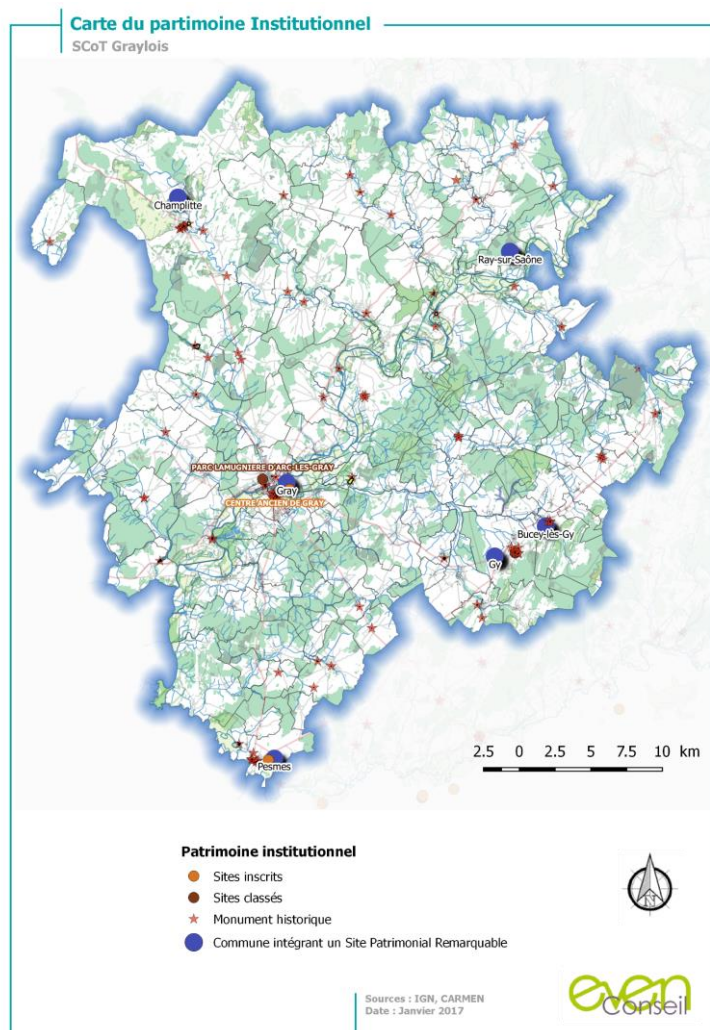 Carte du partimoine Institutionnel
SCoT Graylois
Champlitte
Ray-sur-Saône
PARC LAMUGNIERE D'ARC-LES-GRAY
Gray
CENTRE ANCIEN DE GRAY
Bucey-lès-Gy
Gy
Pesmes
2.5 0 2.5 5 7.5 10 km
Patrimoine institutionnel
Sites inscrits
Sites classés
Monument historique
Commune intégrant un Site Patrimonial Remarquable
N
Sources : IGN, CARMEN
Date : Janvier 2017
even
Conseil